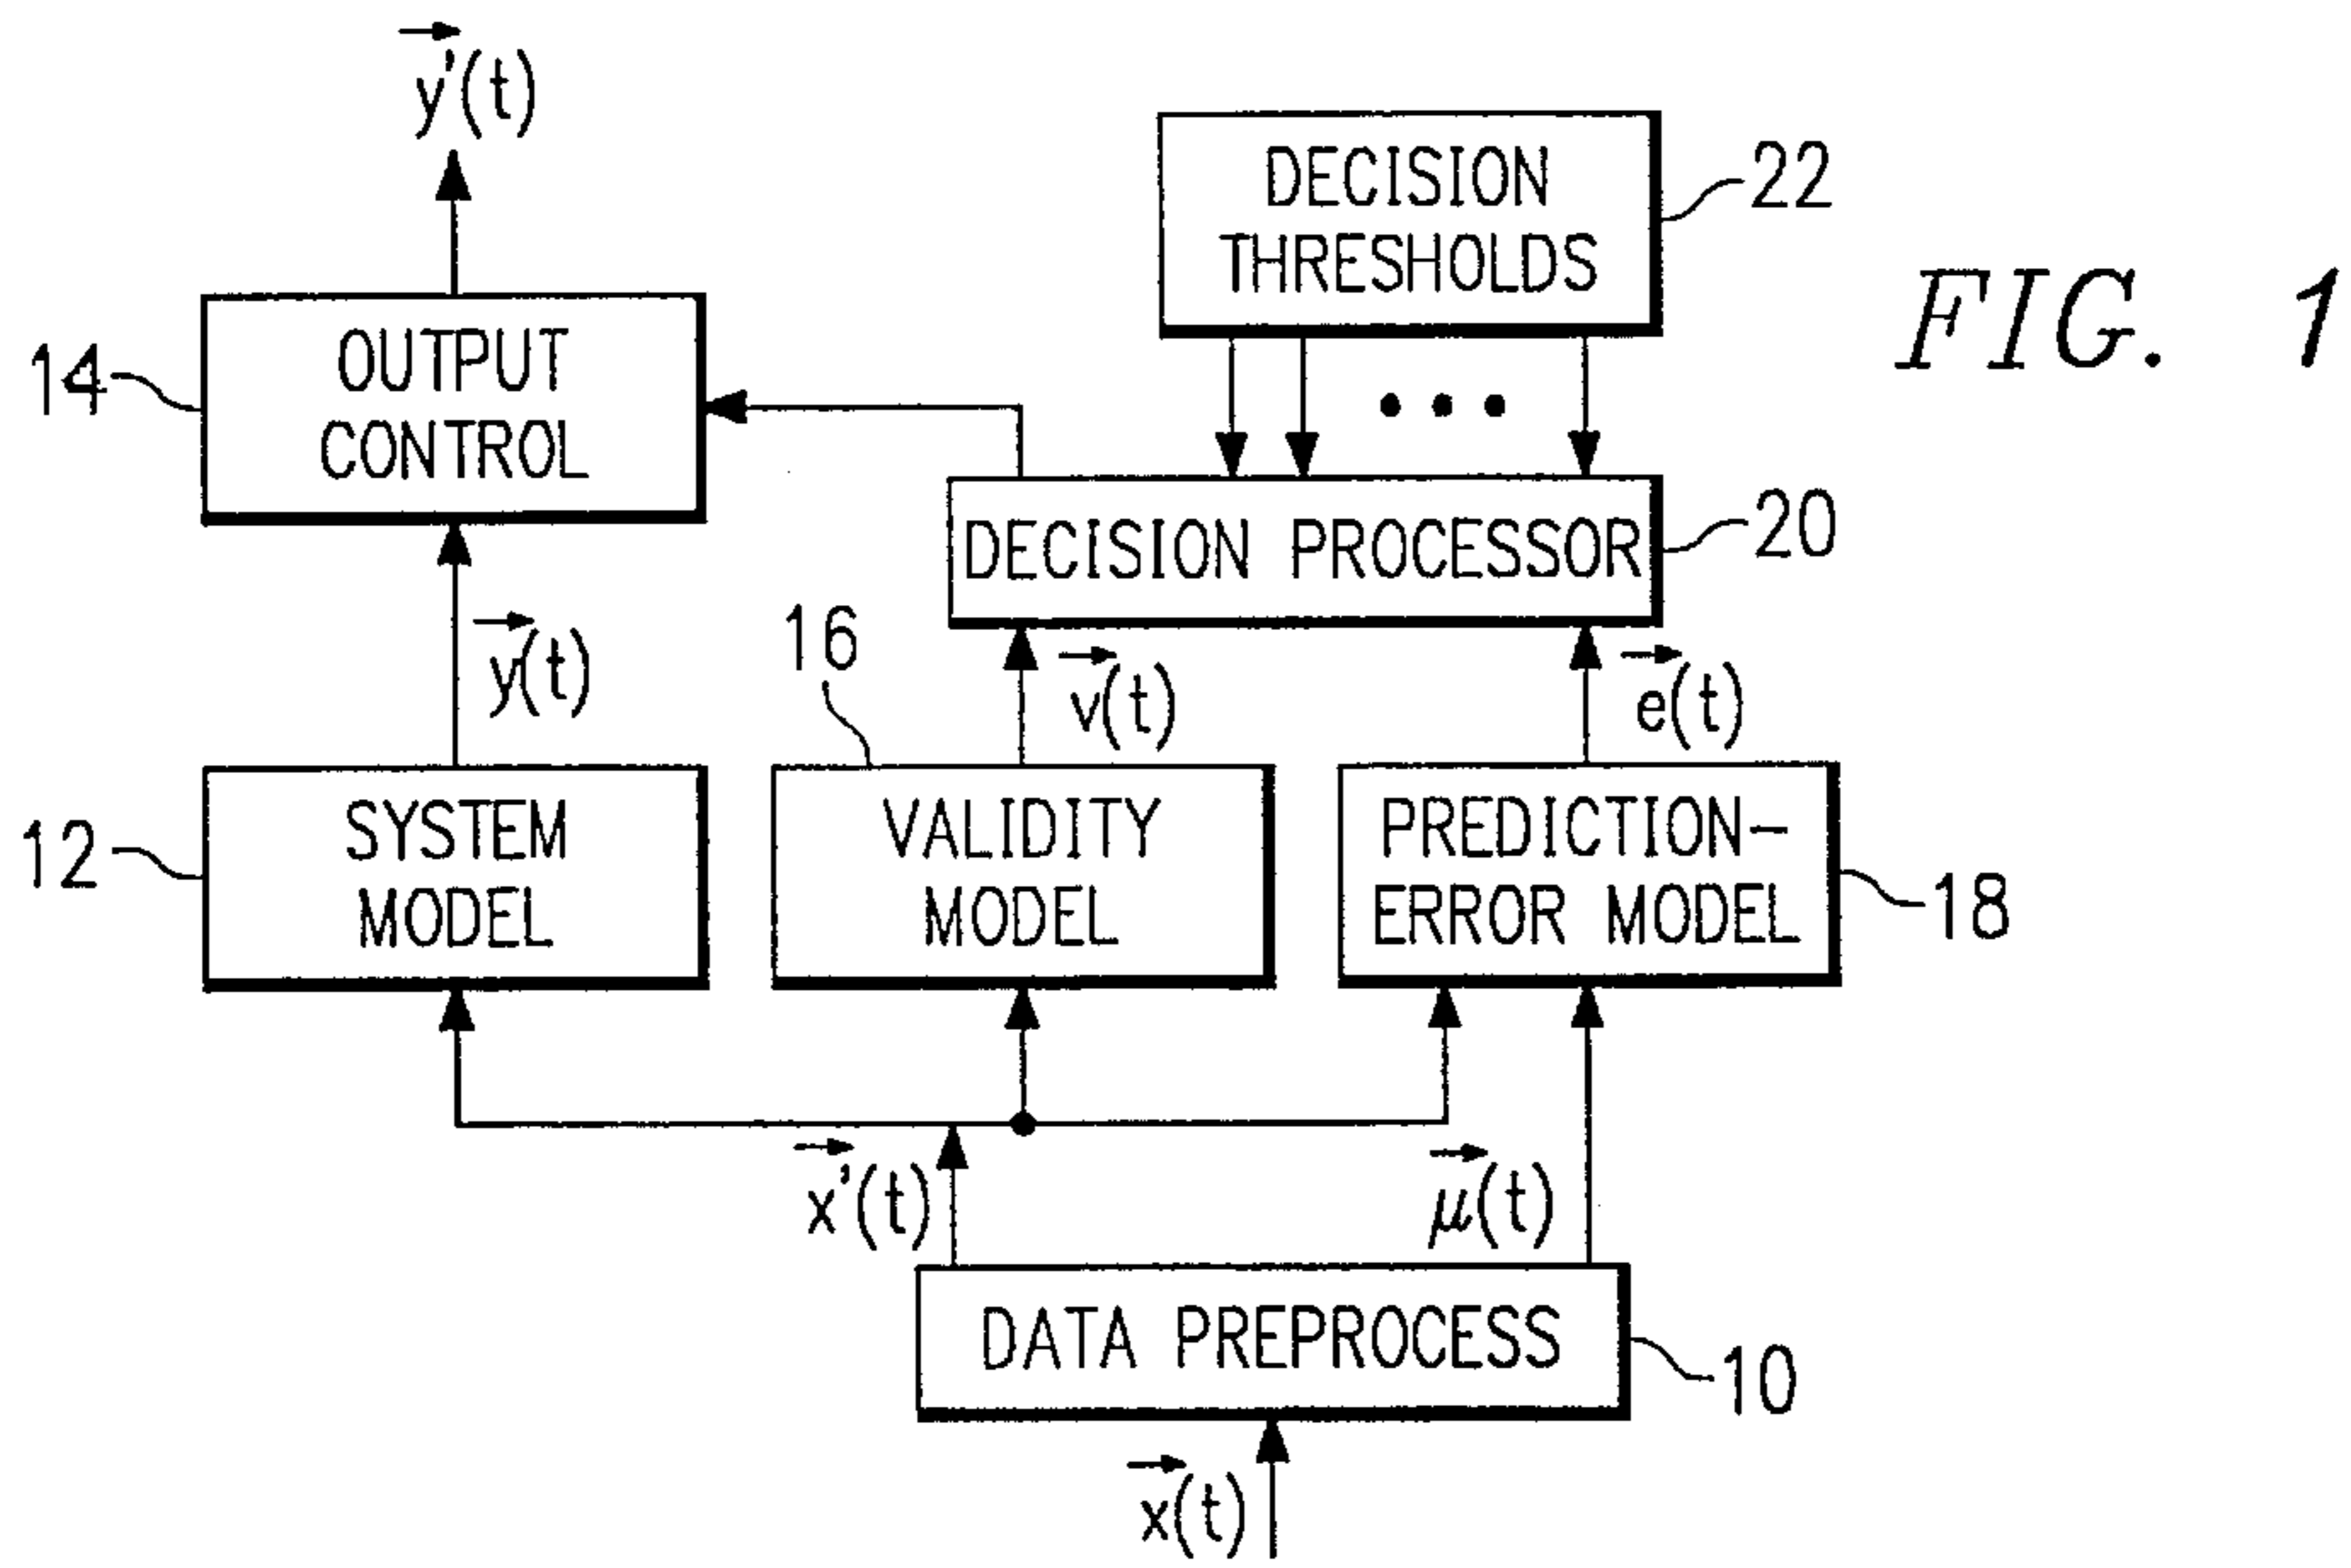 y'(t)
DECISION
THRESHOLDS
22
FIG. 1
OUTPUT
CONTROL
14
DECISION PROCESSOR
20
y(t)
16
v(t)
e(t)
SYSTEM
MODEL
12
VALIDITY
MODEL
PREDICTION-
ERROR MODEL
18
x'(t)
μ(t)
DATA PREPROCESS
10
x(t)